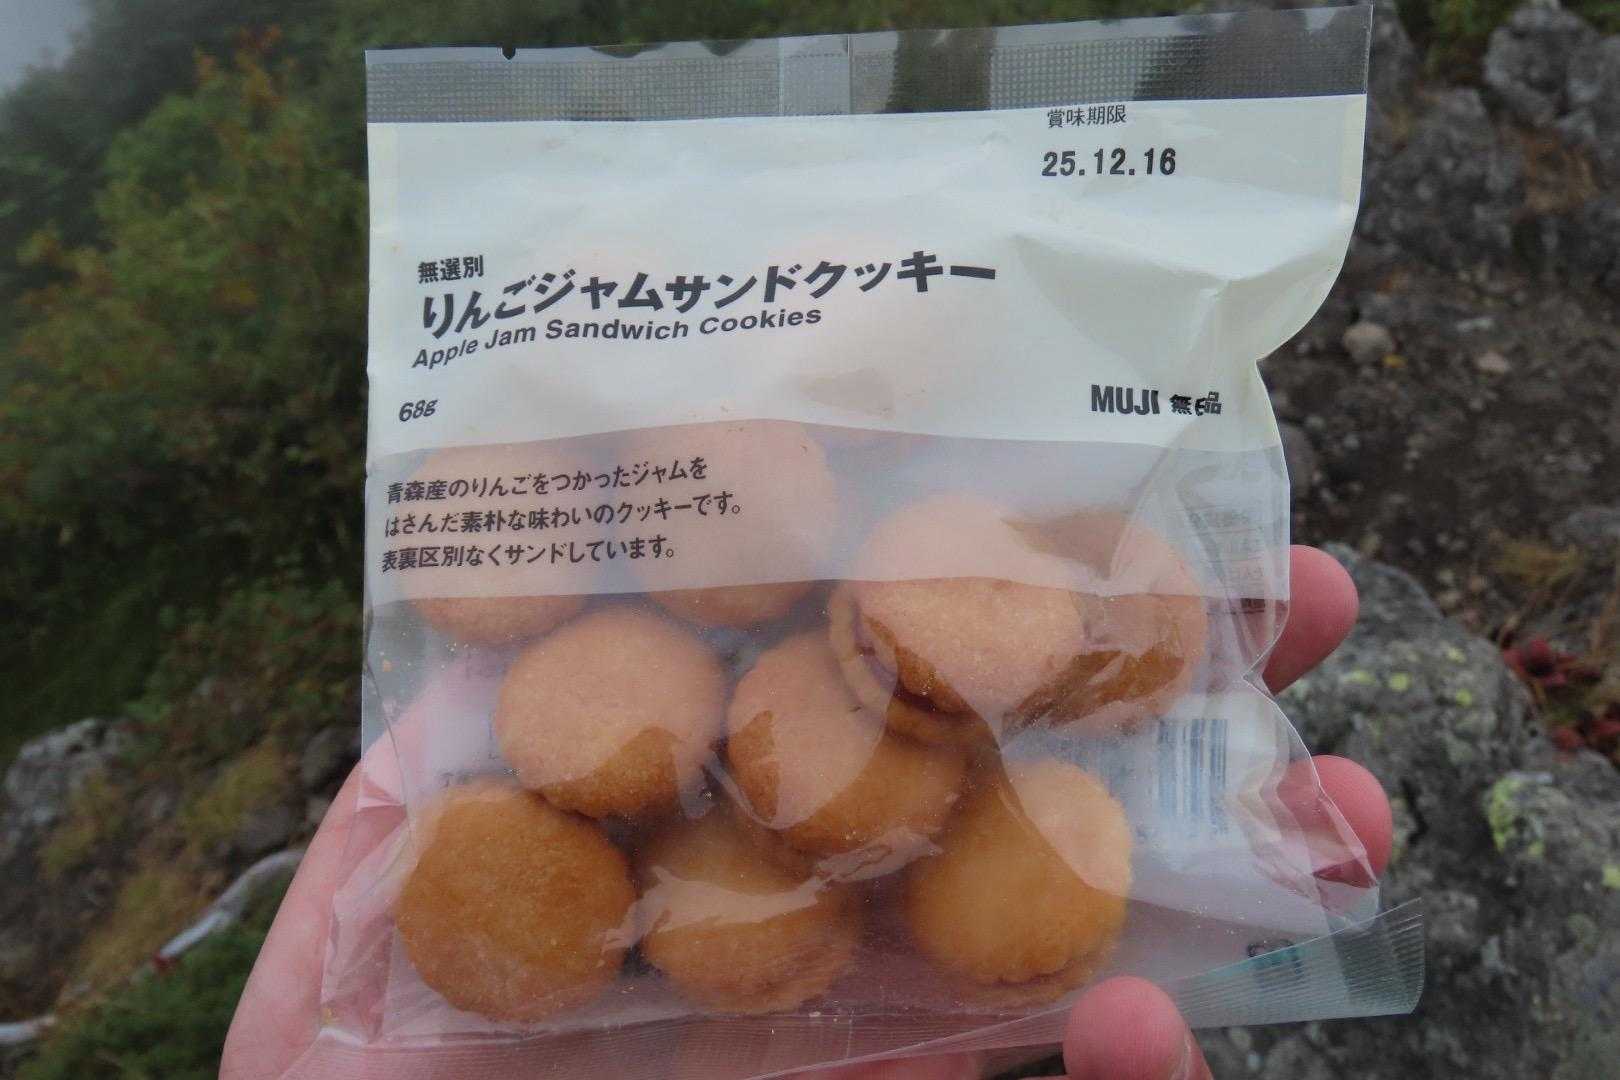 賞味期限
25.12.16
無選別
りんごジャムサンドクッキー
Apple Jam Sandwich Cookies
68g
MUJI 無印品
青森産のりんごをつかったジャムを
はさんだ素朴な味わいのクッキーです。
表裏区別なくサンドしています。